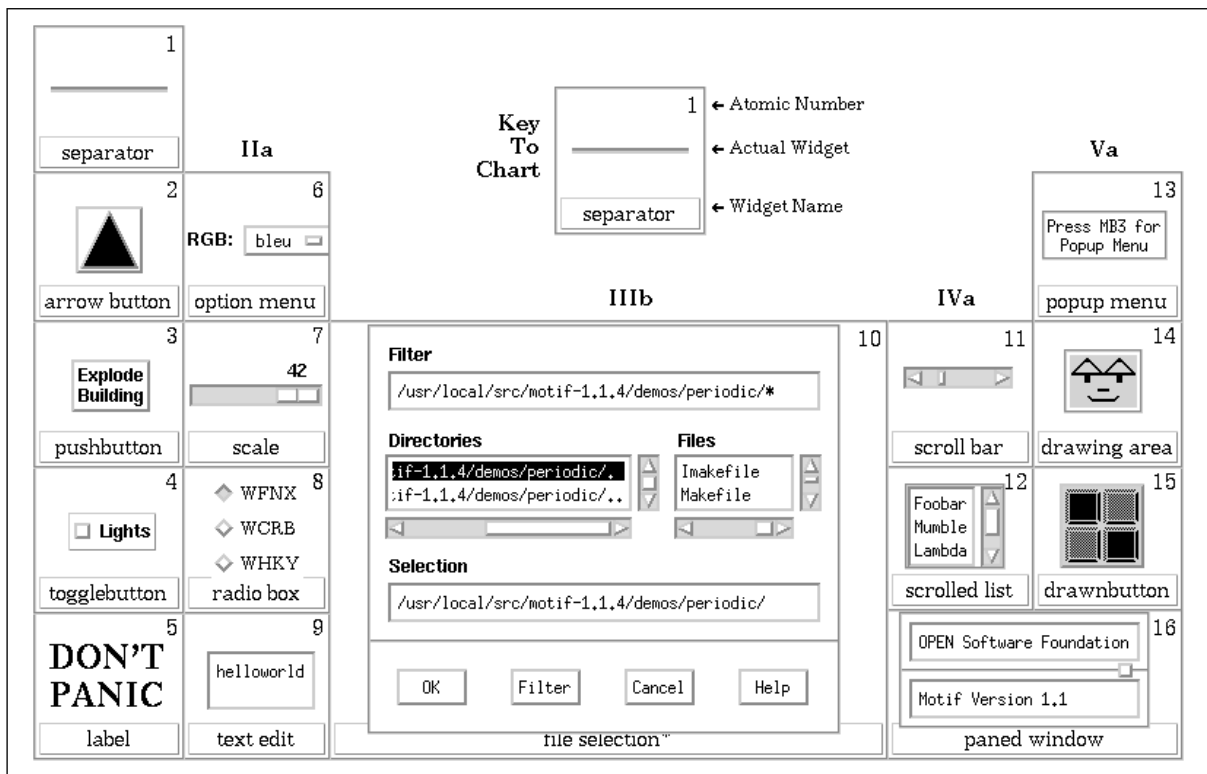 1
separator
Key
To
Chart
1
← Atomic Number
← Actual Widget
← Widget Name
separator
IIa
Va
2
arrow button
6
RGB: bleu
option menu
13
Press MB3 for
Popup Menu
popup menu
IIIb
IVa
3
Explode
Building
pushbutton
7
42
scale
10
Filter
/usr/local/src/motif-1.1.4/demos/periodic/*
Directories
tif-1.1.4/demos/periodic/.
tif-1.1.4/demos/periodic/..
Files
Imakefile
Makefile
Selection
/usr/local/src/motif-1.1.4/demos/periodic/
OK
Filter
Cancel
Help
file selection"
11
scroll bar
14
drawing area
4
Lights
togglebutton
8
WFNX
WCRB
WHKY
radio box
12
Foobar
Mumble
Lambda
scrolled list
15
drawnbutton
5
DON'T
PANIC
label
9
helloworld
text edit
16
OPEN Software Foundation
Motif Version 1.1
paned window